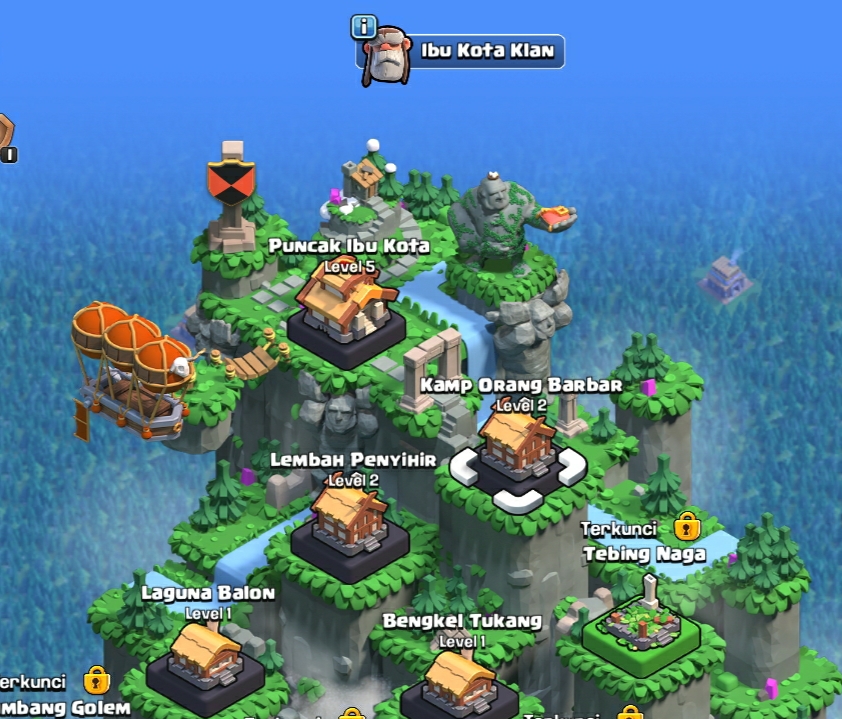 Ibu Kota Klan
1
Puncak Ibu Kota
Level 5
Kamp Orang Barbar
Level 2
Lembah Penyihir
Level 2
Terkunci
Tebing Naga
Laguna Balon
Level 1
Bengkel Tukang
Level 1
erkunci
mbang Golem